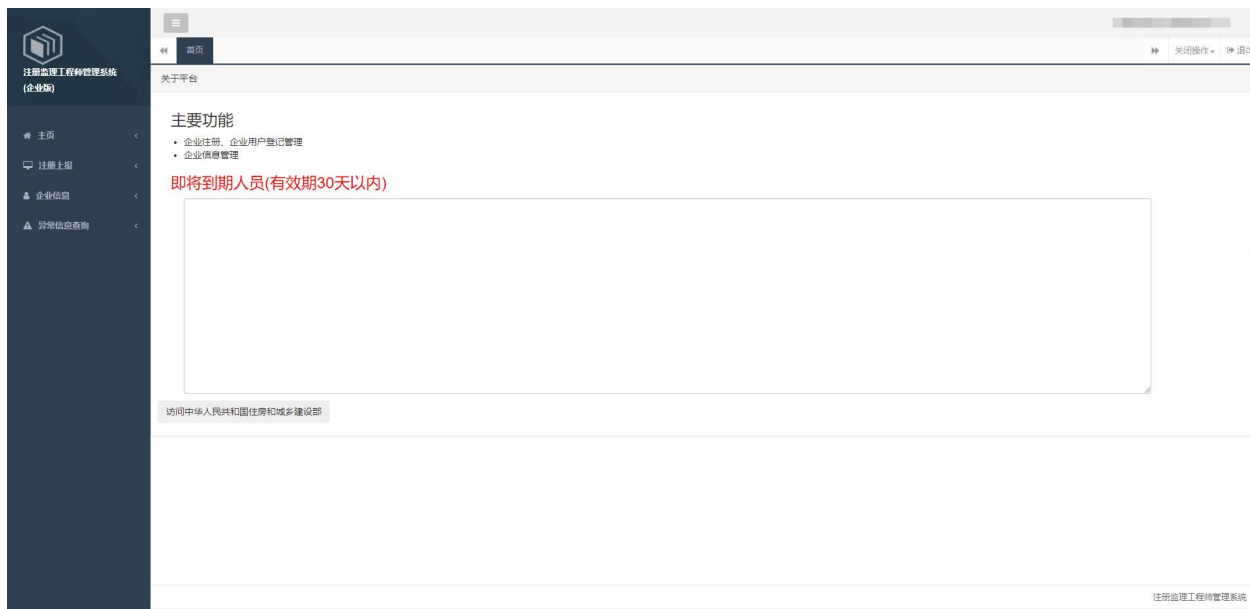 注册监理工程师管理系统
(企业版)
主页
注册上报
企业信息
异常信息查询
首页
关闭操作
退出
关于平台
主要功能
企业注册、企业用户登记管理
企业信息管理
即将到期人员(有效期30天以内)
访问中华人民共和国住房和城乡建设部
注册监理工程师管理系统